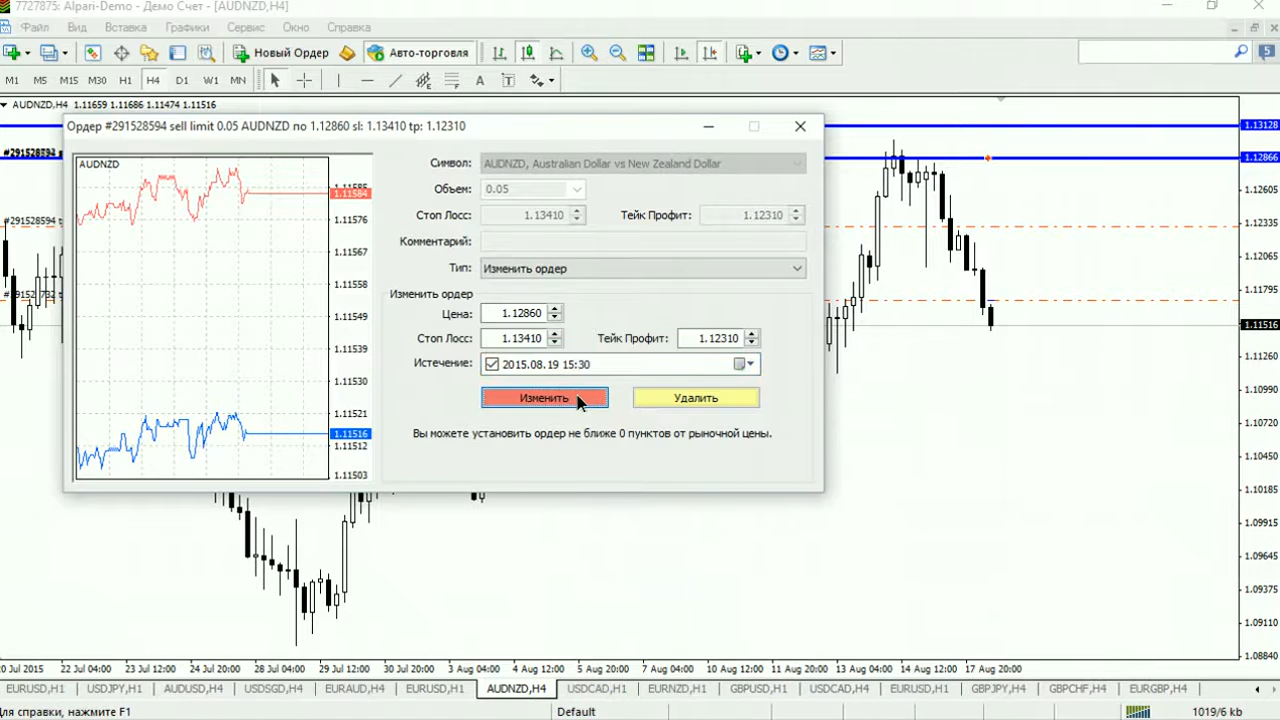 7727875: Alpari-Demo - Демо Счет - [AUDNZD,H4]
Файл Вид Вставка Графики Сервис Окно Справка
Новый Ордер Авто-торговля 5
M1 M5 M15 M30 H1 H4 D1 W1 MN A T
AUDNZD,H4 1.11659 1.11686 1.11474 1.11516
Ордер #291528594 sell limit 0.05 AUDNZD по 1.12860 sl: 1.13410 tp: 1.12310
AUDNZD
1.11584
1.11576
1.11567
1.11558
1.11549
1.11539
1.11530
1.11521
1.11516
1.11512
1.11503
Символ: AUDNZD, Australian Dollar vs New Zealand Dollar
Объем: 0.05
Стоп Лосс: 1.13410 Тейк Профит: 1.12310
Комментарий:
Тип: Изменить ордер
Изменить ордер
Цена: 1.12860
Стоп Лосс: 1.13410 Тейк Профит: 1.12310
Истечение: 2015.08.19 15:30
Изменить Удалить
Вы можете установить ордер не ближе 0 пунктов от рыночной цены.
#291528594 t
1.13128
1.12866
1.12605
1.12335
1.12065
1.11795
1.11516
1.11260
1.10990
1.10720
1.10450
1.10185
1.09915
1.09645
1.09375
1.09110
1.08840
20 Jul 2015 22 Jul 04:00 23 Jul 12:00 24 Jul 20:00 28 Jul 04:00 29 Jul 12:00 30 Jul 20:00 3 Aug 04:00 4 Aug 12:00 5 Aug 20:00 7 Aug 04:00 10 Aug 12:00 11 Aug 20:00 13 Aug 04:00 14 Aug 12:00 17 Aug 20:00
EURUSD,H1 USDJPY,H1 AUDUSD,H4 USDSGD,H4 EURAUD,H4 EURUSD,H1 AUDNZD,H4 USDCAD,H1 EURNZD,H1 GBPUSD,H1 USDCAD,H4 EURUSD,H1 GBPJPY,H4 GBPCHF,H4 EURGBP,H4
Для справки, нажмите F1 Default 1019/6 kb